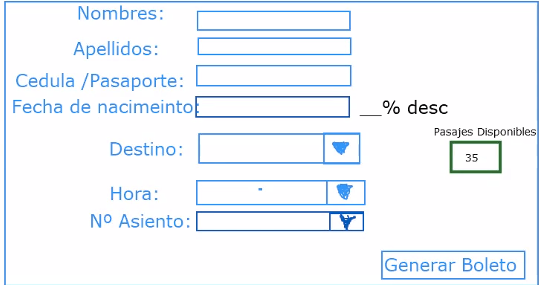 Nombres:
Apellidos:
Cedula /Pasaporte:
Fecha de nacimeinto:
__% desc
Pasajes Disponibles
35
Destino:
Hora:
Nº Asiento:
Generar Boleto